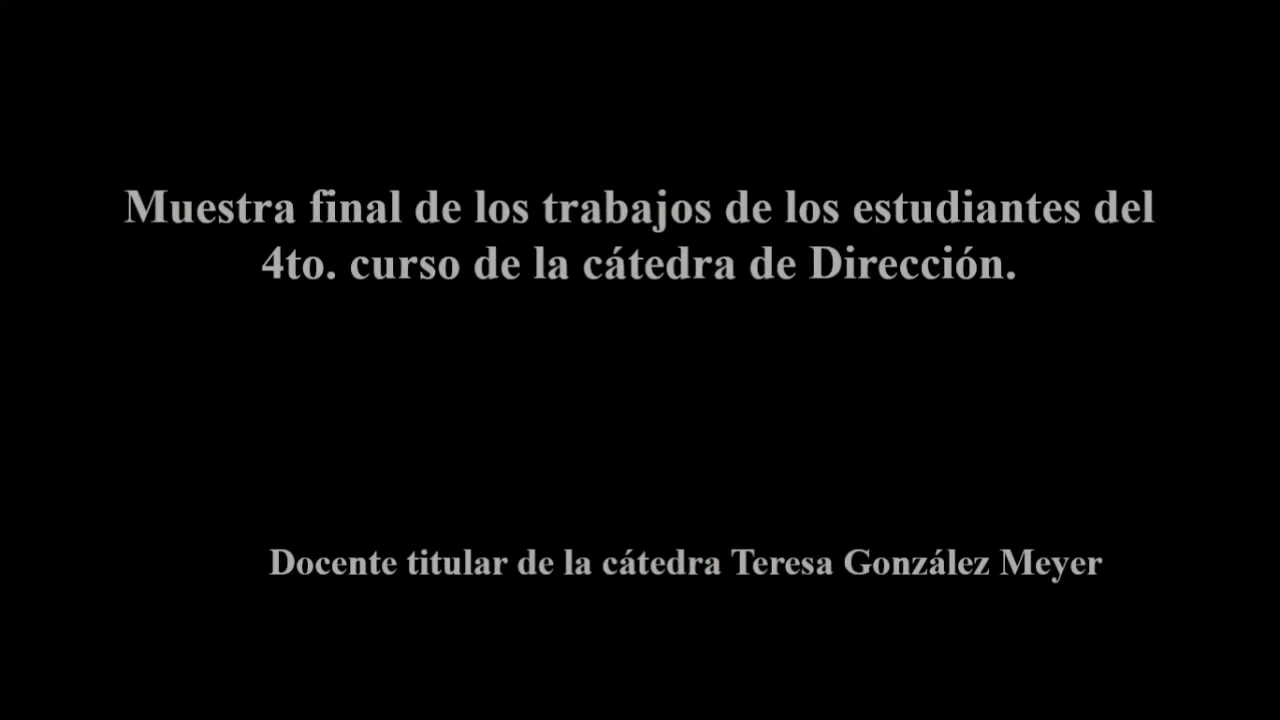 Muestra final de los trabajos de los estudiantes del
4to. curso de la cátedra de Dirección.
Docente titular de la cátedra Teresa González Meyer